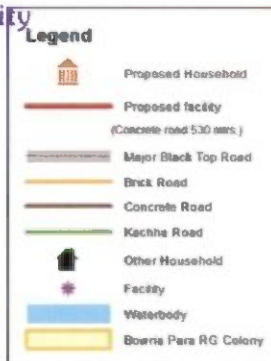 ity
Legend
Proposed Household
Proposed facility
(Concrete road 530 mtrs.)
Major Black Top Road
Brick Road
Concrete Road
Kachha Road
Other Household
Facility
Waterbody
Bowria Para RG Colony